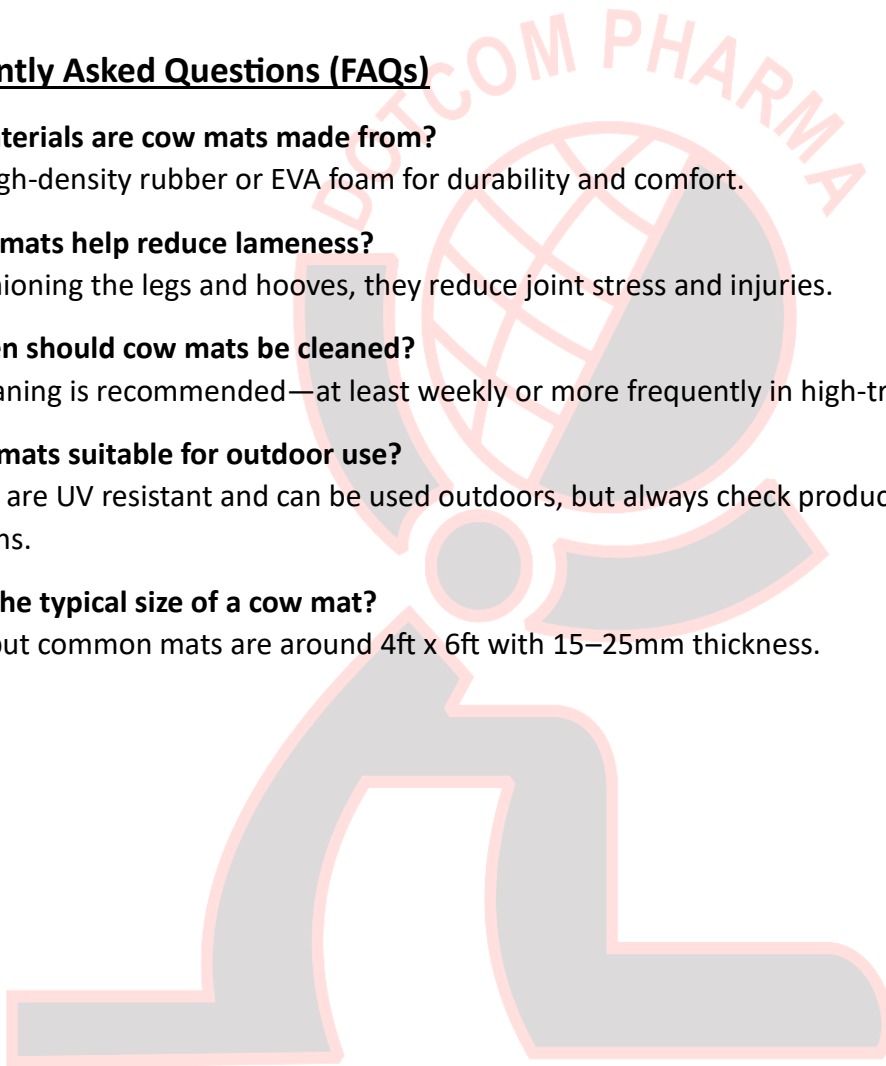 ntly Asked Questions (FAQs)
DOTCOM PHARMA
terials are cow mats made from?
gh-density rubber or EVA foam for durability and comfort.
mats help reduce lameness?
ioning the legs and hooves, they reduce joint stress and injuries.
en should cow mats be cleaned?
aning is recommended—at least weekly or more frequently in high-tr
mats suitable for outdoor use?
are UV resistant and can be used outdoors, but always check produc
ns.
he typical size of a cow mat?
out common mats are around 4ft x 6ft with 15–25mm thickness.